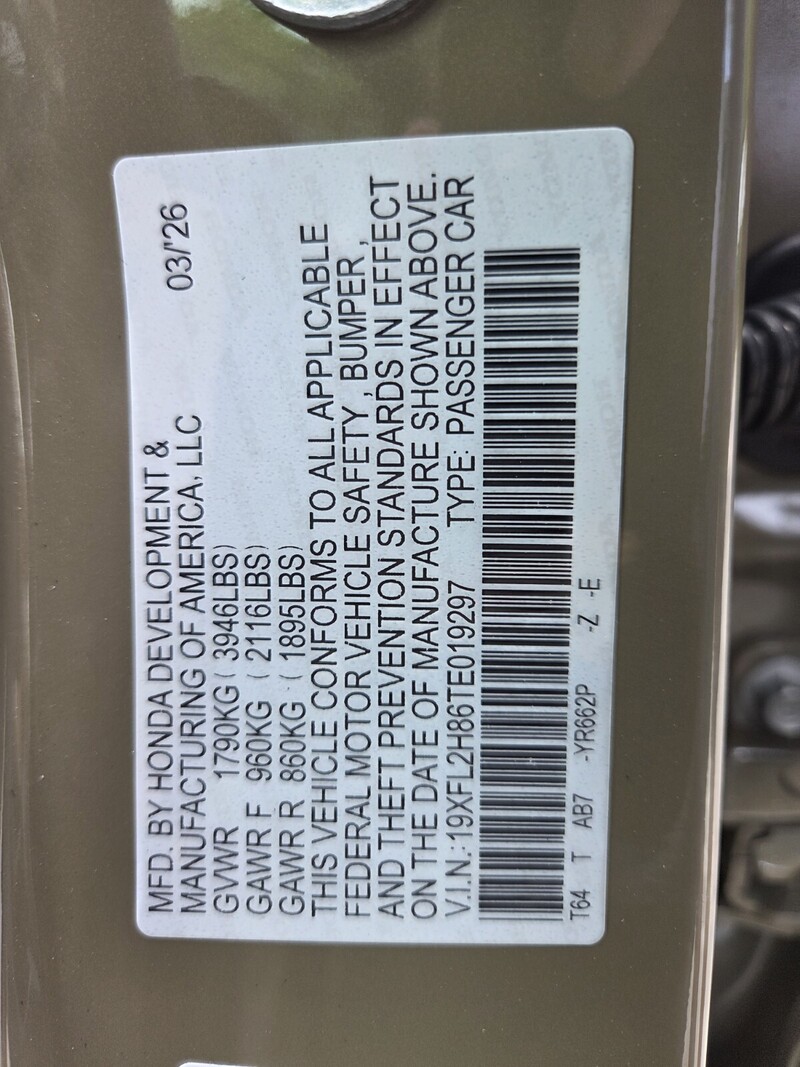 MFD. BY HONDA DEVELOPMENT & 03/'26
MANUFACTURING OF AMERICA, LLC
GVWR 1790KG ( 3946LBS)
GAWR F 960KG ( 2116LBS)
GAWR R 860KG ( 1895LBS)
THIS VEHICLE CONFORMS TO ALL APPLICABLE
FEDERAL MOTOR VEHICLE SAFETY , BUMPER ,
AND THEFT PREVENTION STANDARDS IN EFFECT
ON THE DATE OF MANUFACTURE SHOWN ABOVE.
V.I.N.:19XFL2H86TE019297 TYPE: PASSENGER CAR
T64 T AB7 -YR662P -Z -E